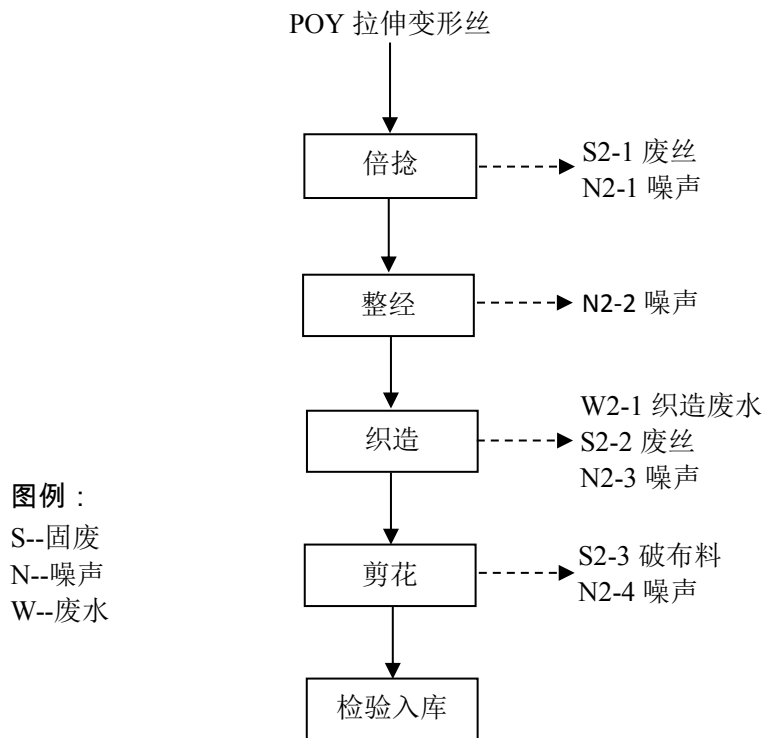 POY 拉伸变形丝
倍捻
S2-1 废丝
N2-1 噪声
整经
N2-2 噪声
织造
W2-1 织造废水
S2-2 废丝
N2-3 噪声
剪花
S2-3 破布料
N2-4 噪声
检验入库
图例：
S--固废
N--噪声
W--废水